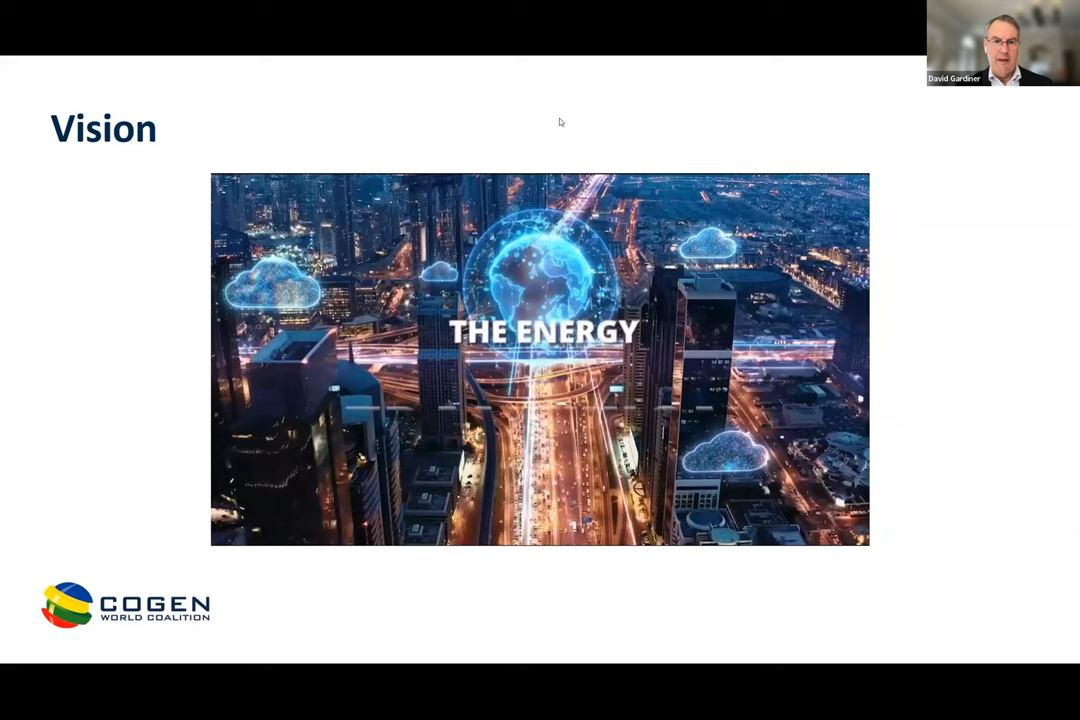 David Gardiner
Vision
THE ENERGY
COGEN
WORLD COALITION